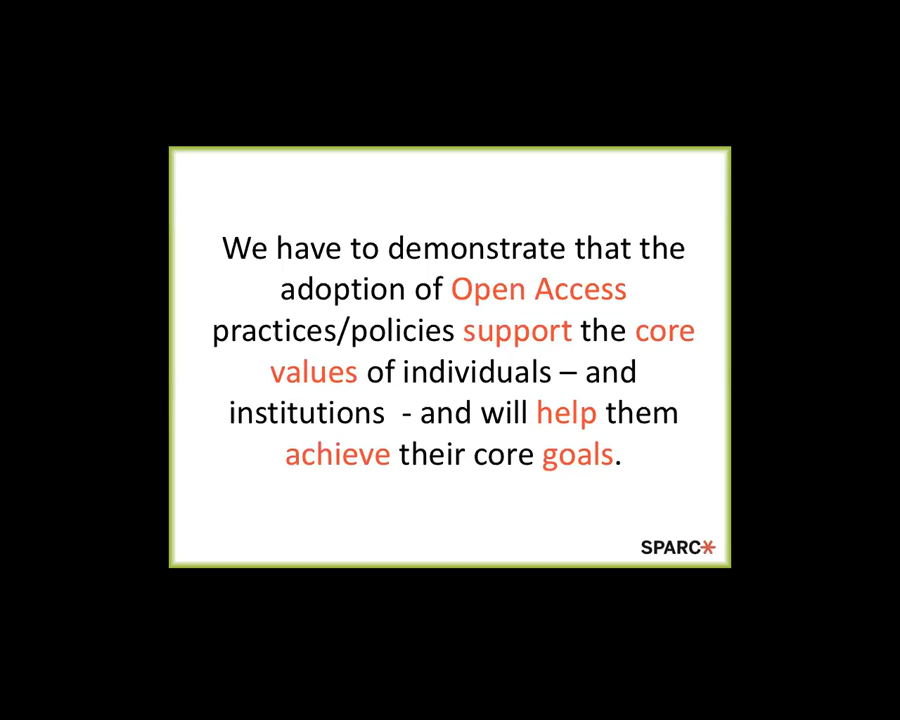 We have to demonstrate that the
adoption of Open Access
practices/policies support the core
values of individuals – and
institutions  - and will help them
achieve their core goals.
SPARC*